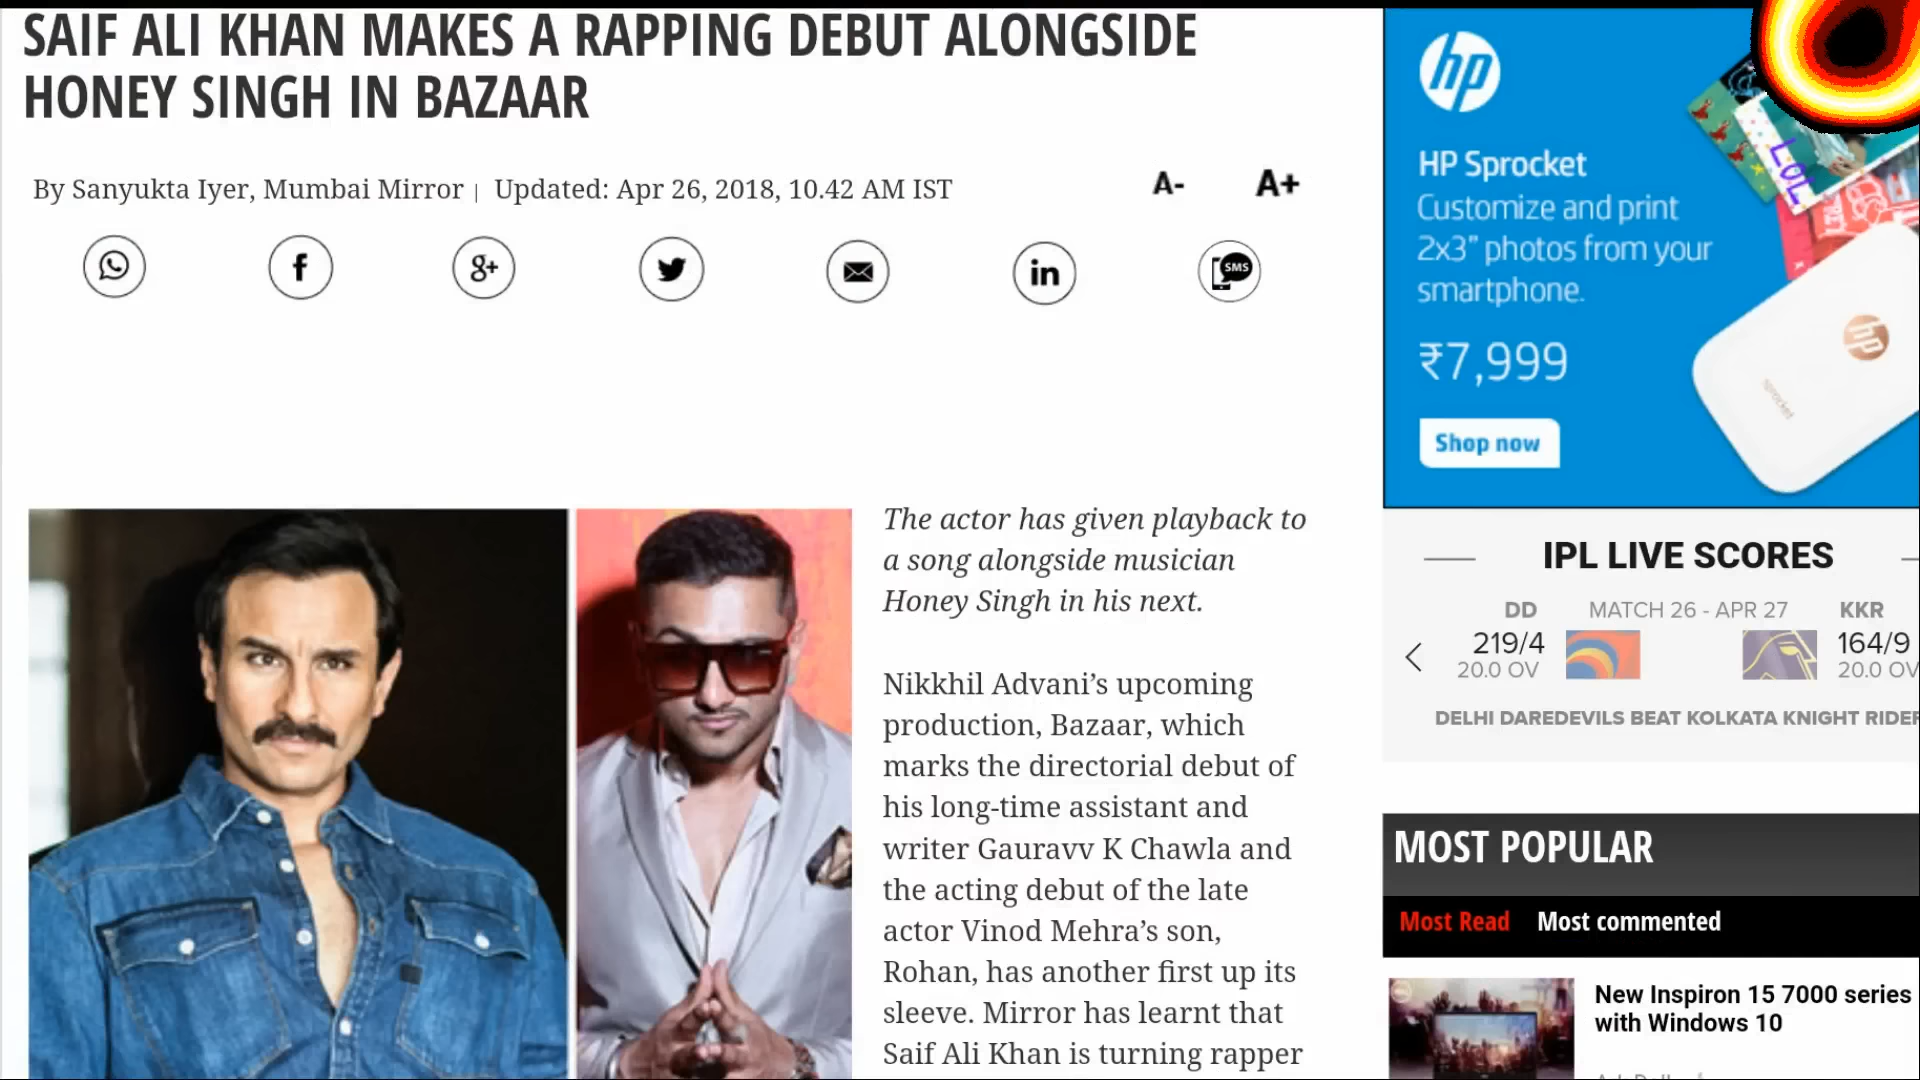 SAIF ALI KHAN MAKES A RAPPING DEBUT ALONGSIDE
HONEY SINGH IN BAZAAR
By Sanyukta Iyer, Mumbai Mirror | Updated: Apr 26, 2018, 10.42 AM IST
A- A+
f
g+
in
SMS
The actor has given playback to
a song alongside musician
Honey Singh in his next.
Nikkhil Advani’s upcoming
production, Bazaar, which
marks the directorial debut of
his long-time assistant and
writer Gauravv K Chawla and
the acting debut of the late
actor Vinod Mehra’s son,
Rohan, has another first up its
sleeve. Mirror has learnt that
Saif Ali Khan is turning rapper
hp
LOL
HP Sprocket
Customize and print
2x3” photos from your
smartphone.
₹7,999
Shop now
hp
sprocket
IPL LIVE SCORES
DD MATCH 26 - APR 27 KKR
219/4 164/9
20.0 OV 20.0 OV
DELHI DAREDEVILS BEAT KOLKATA KNIGHT RIDER
MOST POPULAR
Most Read Most commented
New Inspiron 15 7000 series
with Windows 10